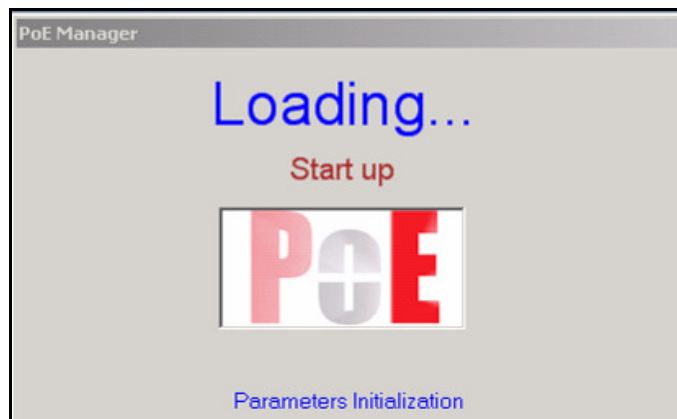 PoE Manager
Loading...
Start up
PoE
Parameters Initialization